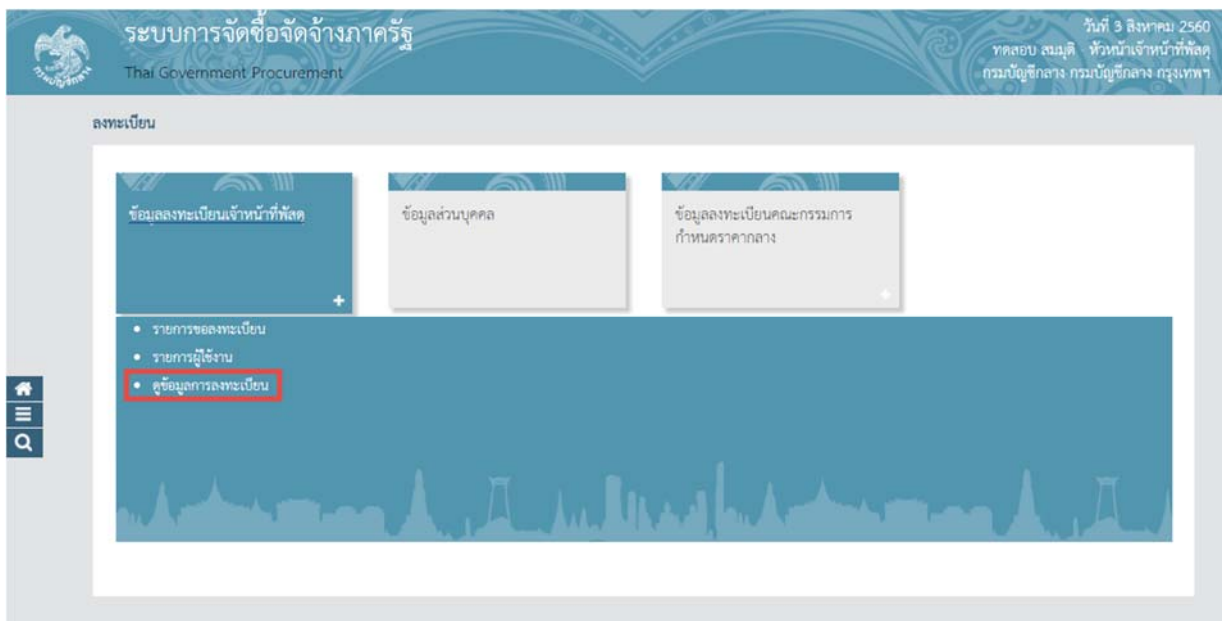 ระบบการจัดซื้อจัดจ้างภาครัฐ
Thai Government Procurement
วันที่ 3 สิงหาคม 2560
ทดสอบ สมมุติ - หัวหน้าเจ้าหน้าที่พัสดุ
กรมบัญชีกลาง กรมบัญชีกลาง กรุงเทพฯ
กรมบัญชีกลาง
ลงทะเบียน
ข้อมูลลงทะเบียนเจ้าหน้าที่พัสดุ
ข้อมูลส่วนบุคคล
ข้อมูลลงทะเบียนคณะกรรมการ
กำหนดราคากลาง
• รายการขอลงทะเบียน
• รายการผู้ใช้งาน
• ดูข้อมูลการลงทะเบียน